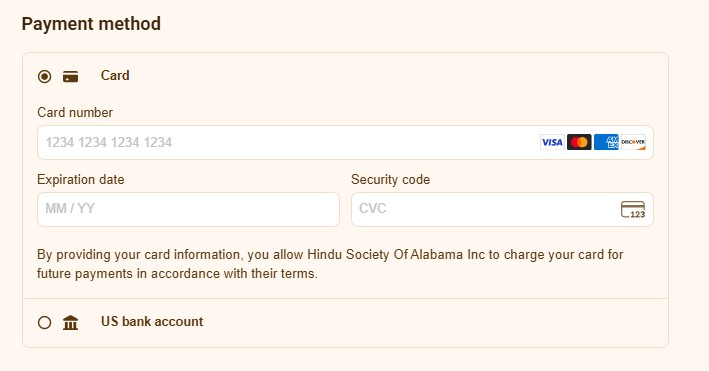 Payment method
Card
Card number
1234 1234 1234 1234 VISA AMEX DISCOVER
Expiration date Security code
MM / YY CVC 123
By providing your card information, you allow Hindu Society Of Alabama Inc to charge your card for
future payments in accordance with their terms.
US bank account